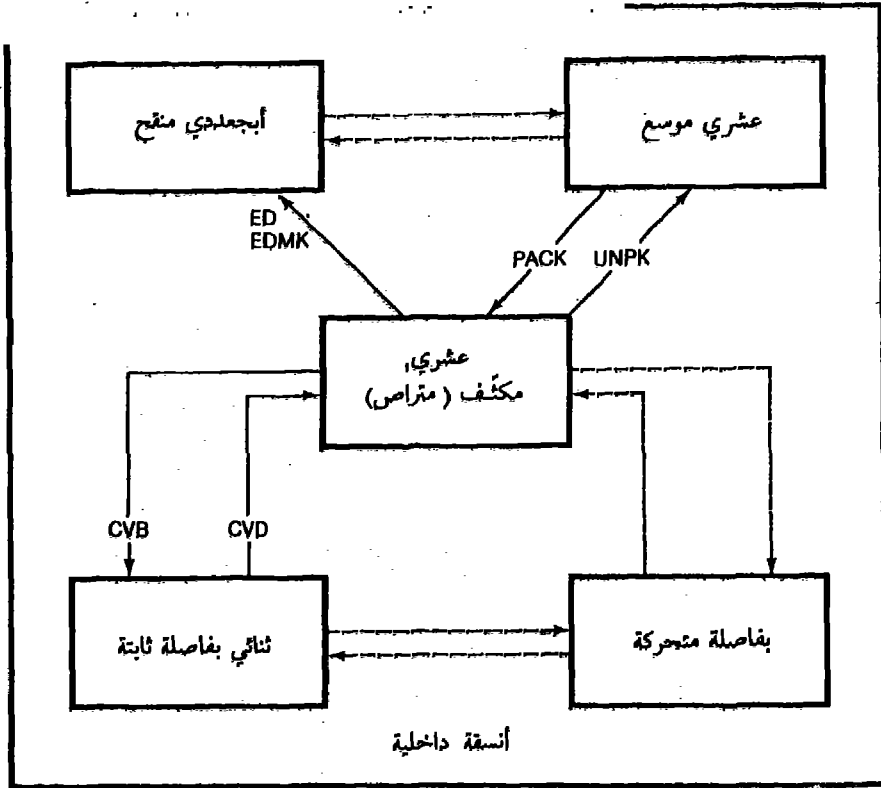 عشري موسع
أبجعددي منقح
ED
EDMK
PACK
UNPK
عشري,
مكثّف (متراص)
CVB
CVD
بفاصلة متحركة
ثنائي بفاصلة ثابتة
أنسقة داخلية